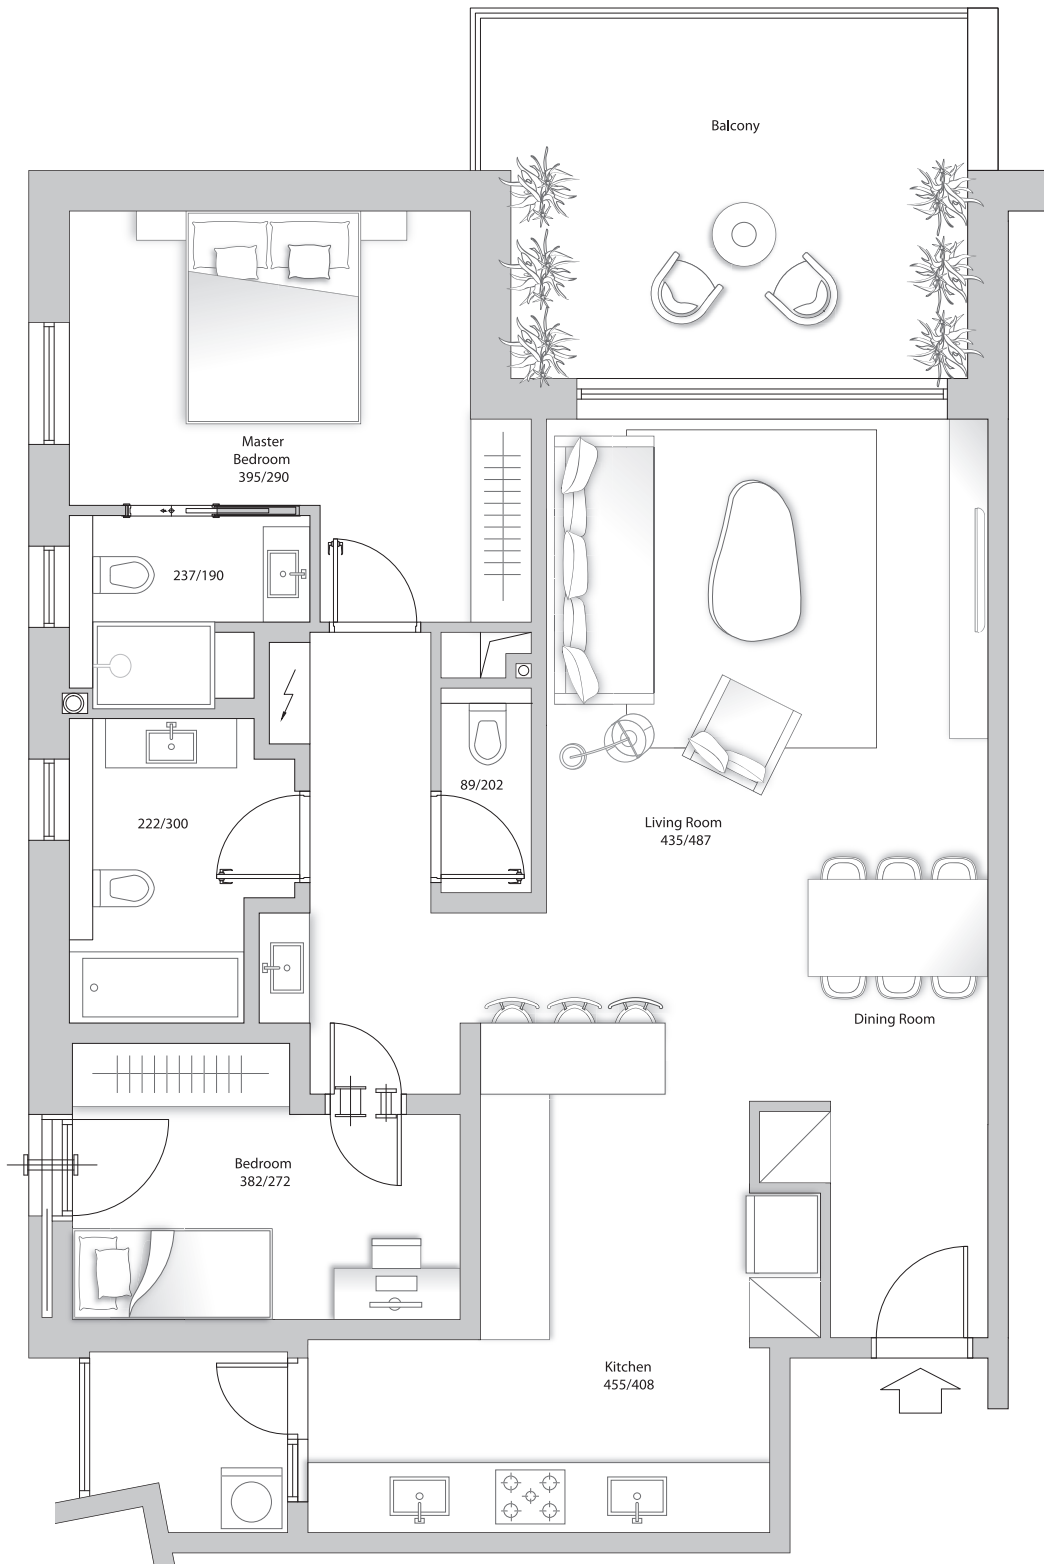 Balcony
Master
Bedroom
395/290
237/190
89/202
222/300
Living Room
435/487
Dining Room
Bedroom
382/272
Kitchen
455/408